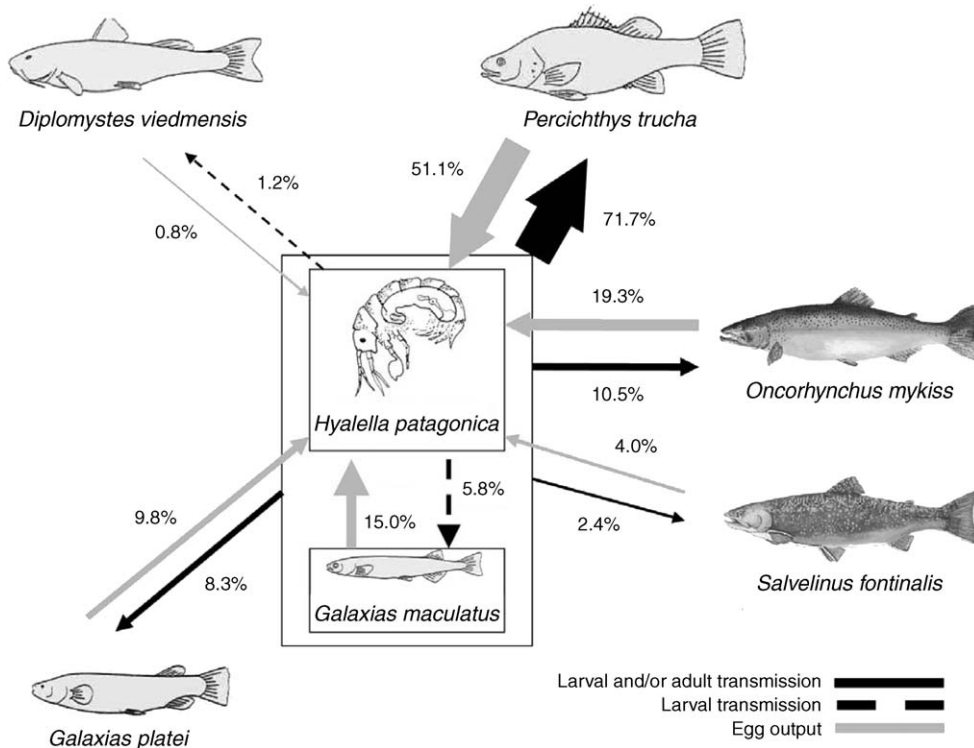 Diplomystes viedmensis
Percichthys trucha
51.1%
1.2%
71.7%
0.8%
19.3%
Oncorhynchus mykiss
10.5%
Hyalella patagonica
4.0%
5.8%
9.8%
15.0%
2.4%
8.3%
Salvelinus fontinalis
Galaxias maculatus
Galaxias platei
Larval and/or adult transmission
Larval transmission
Egg output